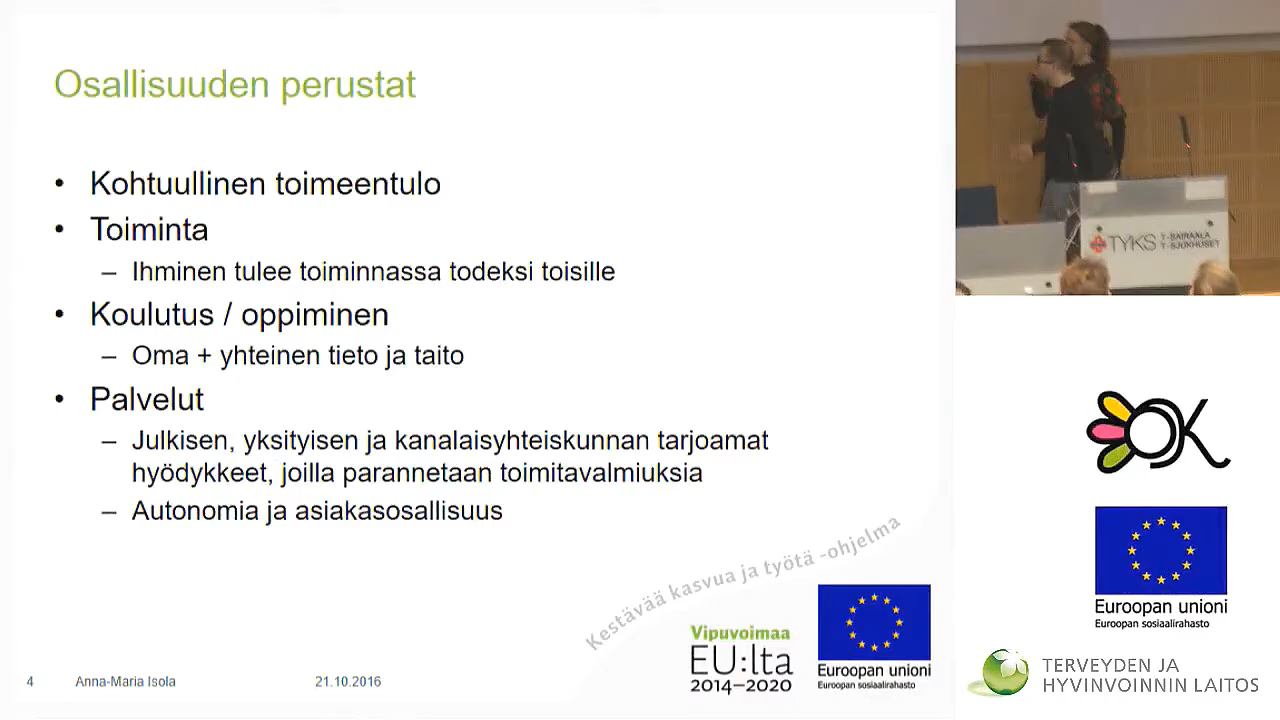 Osallisuuden perustat
• Kohtuullinen toimeentulo
• Toiminta
– Ihminen tulee toiminnassa todeksi toisille
• Koulutus / oppiminen
– Oma + yhteinen tieto ja taito
• Palvelut
– Julkisen, yksityisen ja kanalaisyhteiskunnan tarjoamat
hyödykkeet, joilla parannetaan toimitavalmiuksia
– Autonomia ja asiakasosallisuus
Kestävää kasvua ja työtä -ohjelma
Vipuvoimaa
EU:lta
2014–2020
Euroopan unioni
Euroopan sosiaalirahasto
4
Anna-Maria Isola
21.10.2016
TYKS
T-SAIRAALA
T-SJUKHUSET
OK
Euroopan unioni
Euroopan sosiaalirahasto
TERVEYDEN JA
HYVINVOINNIN LAITOS